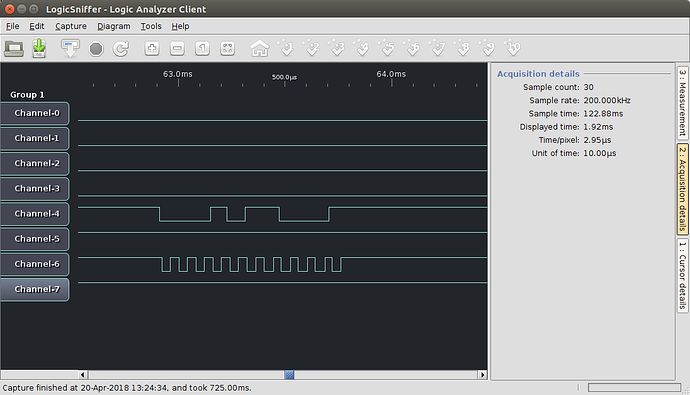 LogicSniffer - Logic Analyzer Client
File Edit Capture Diagram Tools Help
63.0ms 500.0µs 64.0ms
Group 1
Channel-0
Channel-1
Channel-2
Channel-3
Channel-4
Channel-5
Channel-6
Channel-7
Acquisition details
Sample count: 30
Sample rate: 200.000kHz
Sample time: 122.88ms
Displayed time: 1.92ms
Time/pixel: 2.95µs
Unit of time: 10.00µs
3 : Measurement
2 : Acquisition details
1 : Cursor details
Capture finished at 20-Apr-2018 13:24:34, and took 725.00ms.